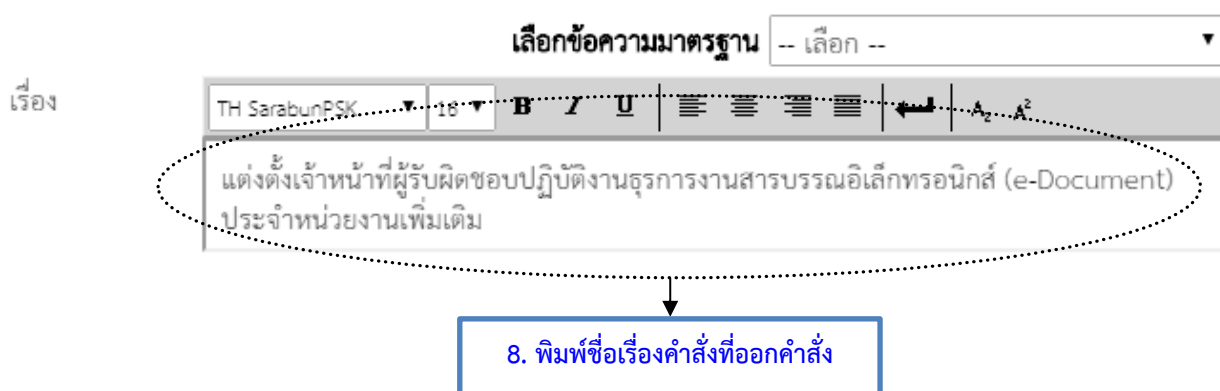 เลือกข้อความมาตรฐาน -- เลือก --
เรื่อง
TH SarabunPSK 16 B I U A2 A2
แต่งตั้งเจ้าหน้าที่ผู้รับผิดชอบปฏิบัติงานธุรการงานสารบรรณอิเล็กทรอนิกส์ (e-Document)
ประจำหน่วยงานเพิ่มเติม
8. พิมพ์ชื่อเรื่องคำสั่งที่ออกคำสั่ง